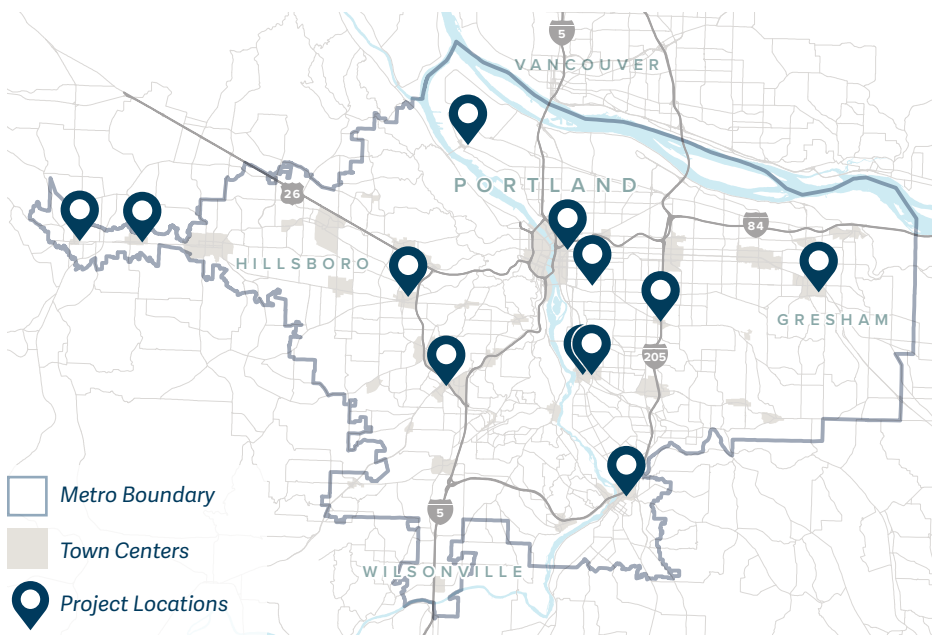 5
VANCOUVER
PORTLAND
26
84
HILLSBORO
GRESHAM
205
Metro Boundary
5
Town Centers
WILSONVILLE
Project Locations